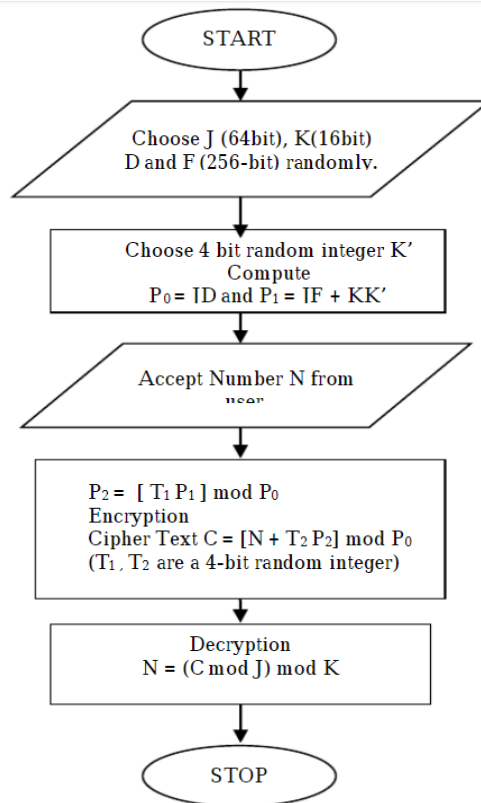 START
Choose J (64bit), K(16bit)
D and F (256-bit) randomly.
Choose 4 bit random integer K’
Compute
P₀ = JD and P₁ = JF + KK’
Accept Number N from
user
P₂ = [ T₁ P₁ ] mod P₀
Encryption
Cipher Text C = [N + T₂ P₂] mod P₀
(T₁ , T₂ are a 4-bit random integer)
Decryption
N = (C mod J) mod K
STOP